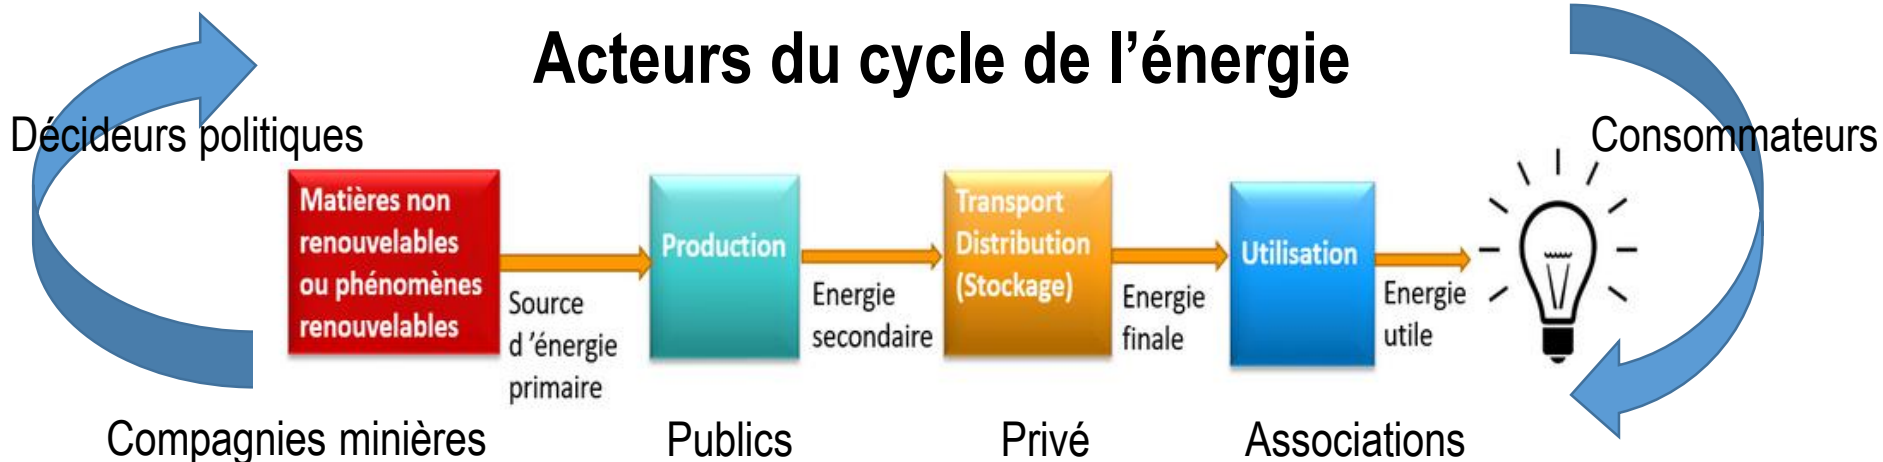 Acteurs du cycle de l’énergie
Décideurs politiques
Consommateurs
Matières non
renouvelables
ou phénomènes
renouvelables
Source
d ’énergie
primaire
Production
Energie
secondaire
Transport
Distribution
(Stockage)
Energie
finale
Utilisation
Energie
utile
Compagnies minières
Publics
Privé
Associations